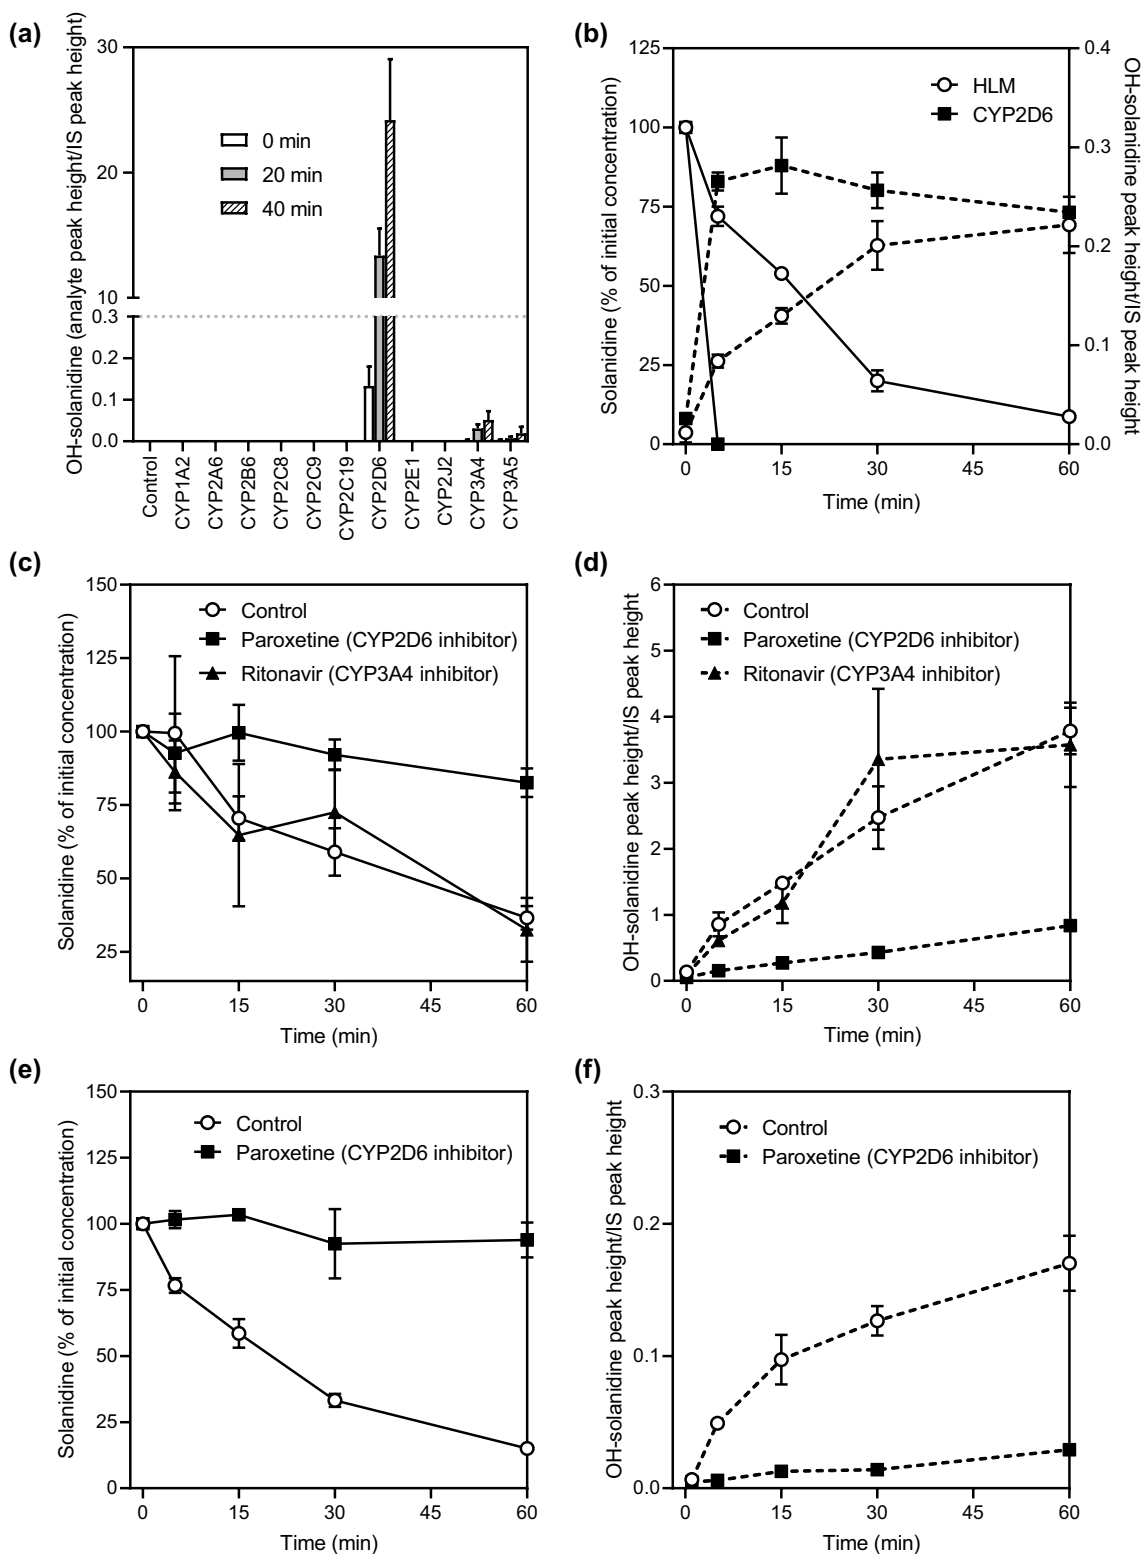 (a)
OH-solanidine (analyte peak height/IS peak height)
30
20
10
0.3
0.2
0.1
0.0
0 min
20 min
40 min
Control
CYP1A2
CYP2A6
CYP2B6
CYP2C8
CYP2C9
CYP2C19
CYP2D6
CYP2E1
CYP2J2
CYP3A4
CYP3A5
(b)
Solanidine (% of initial concentration)
125
100
75
50
25
0
HLM
CYP2D6
0.4
0.3
0.2
0.1
0.0
OH-solanidine peak height/IS peak height
0 15 30 45 60
Time (min)
(c)
Solanidine (% of initial concentration)
150
125
100
75
50
25
Control
Paroxetine (CYP2D6 inhibitor)
Ritonavir (CYP3A4 inhibitor)
0 15 30 45 60
Time (min)
(d)
OH-solanidine peak height/IS peak height
6
5
4
3
2
1
0
Control
Paroxetine (CYP2D6 inhibitor)
Ritonavir (CYP3A4 inhibitor)
0 15 30 45 60
Time (min)
(e)
Solanidine (% of initial concentration)
150
125
100
75
50
25
0
Control
Paroxetine (CYP2D6 inhibitor)
0 15 30 45 60
Time (min)
(f)
OH-solanidine peak height/IS peak height
0.3
0.2
0.1
0.0
Control
Paroxetine (CYP2D6 inhibitor)
0 15 30 45 60
Time (min)